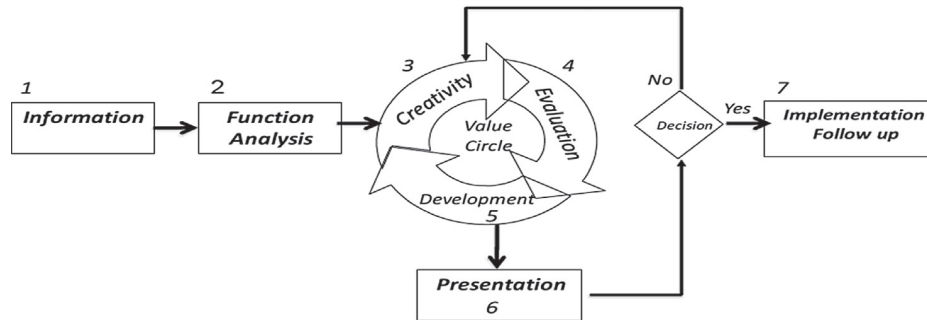 1
Information
2
Function
Analysis
3
Creativity
4
Evaluation
Value
Circle
Development
5
Presentation
6
No
Decision
Yes
7
Implementation
Follow up